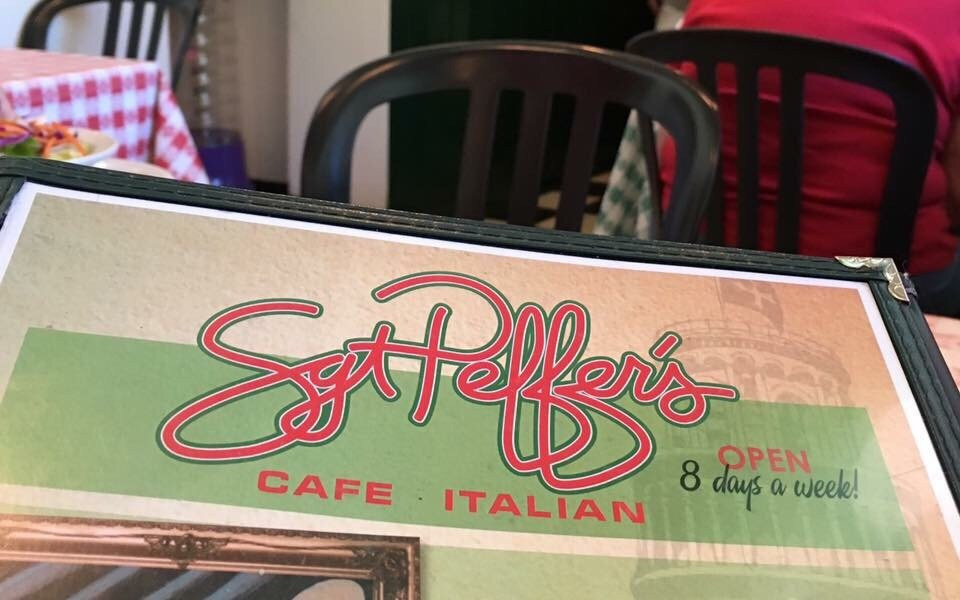 Sgt Peffer's
CAFE ITALIAN
OPEN
8 days a week!